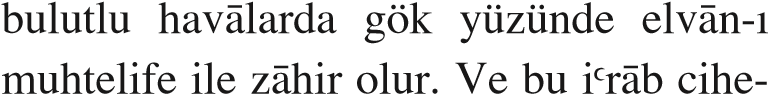 bulutlu havālarda gök yüzünde elvān-ı
muhtelife ile zāhir olur. Ve bu iʿrāb cihe-